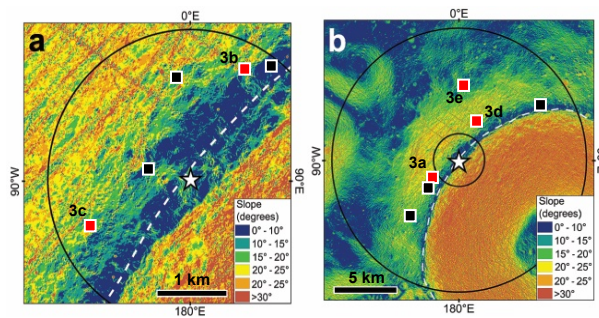 a
0°E
3b
3c
90°W
90°E
180°E
1 km
Slope
(degrees)
0° - 10°
10° - 15°
15° - 20°
20° - 25°
20° - 25°
>30°
b
0°E
3e
3d
3a
90°W
180°E
5 km
Slope
(degrees)
0° - 10°
10° - 15°
15° - 20°
20° - 25°
20° - 25°
>30°